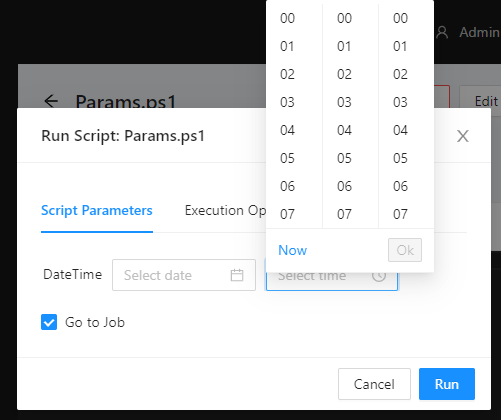 00 00 00
01 01 01
Admin
02 02 02
Params.ps1
03 03 03
Edit
04 04 04
Run Script: Params.ps1
05 05 05
06 06 06
07 07 07
Script Parameters
Execution Op
Now
Ok
DateTime
Select date
Select time
Go to Job
Cancel
Run